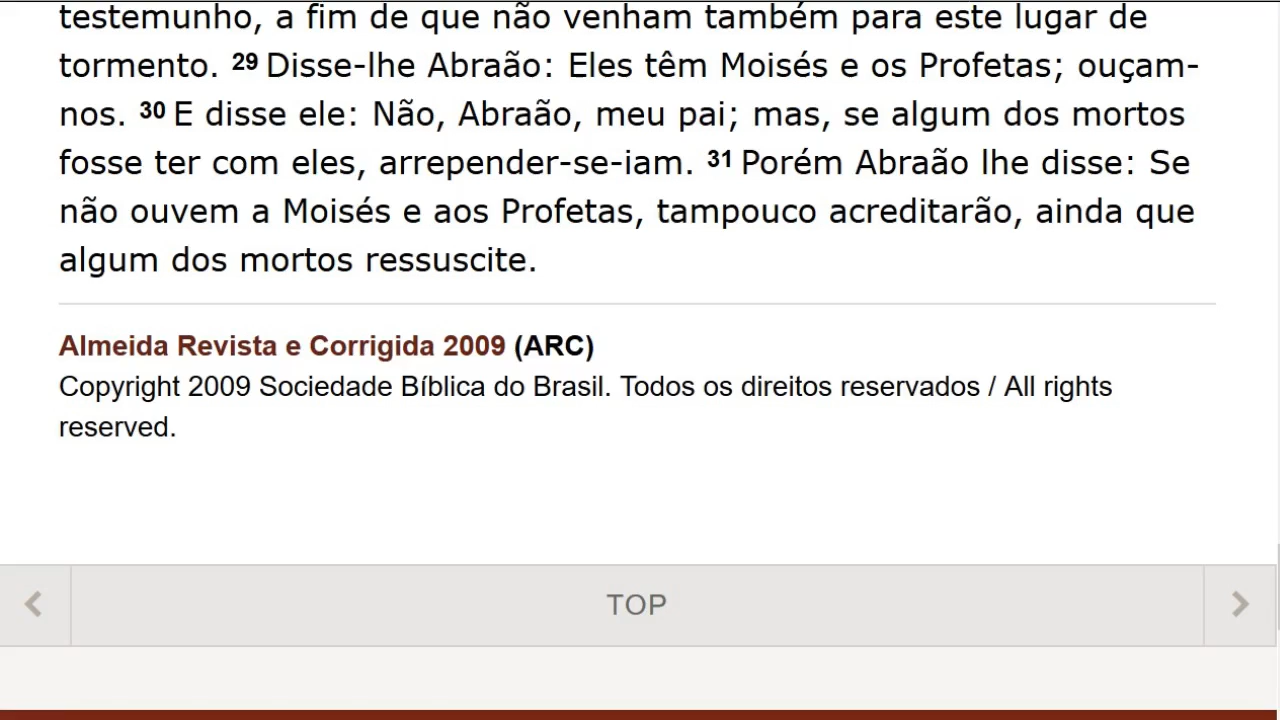 testemunho, a fim de que não venham também para este lugar de
tormento. 29 Disse-lhe Abraão: Eles têm Moisés e os Profetas; ouçam-
nos. 30 E disse ele: Não, Abraão, meu pai; mas, se algum dos mortos
fosse ter com eles, arrepender-se-iam. 31 Porém Abraão lhe disse: Se
não ouvem a Moisés e aos Profetas, tampouco acreditarão, ainda que
algum dos mortos ressuscite.
Almeida Revista e Corrigida 2009 (ARC)
Copyright 2009 Sociedade Bíblica do Brasil. Todos os direitos reservados / All rights
reserved.
TOP